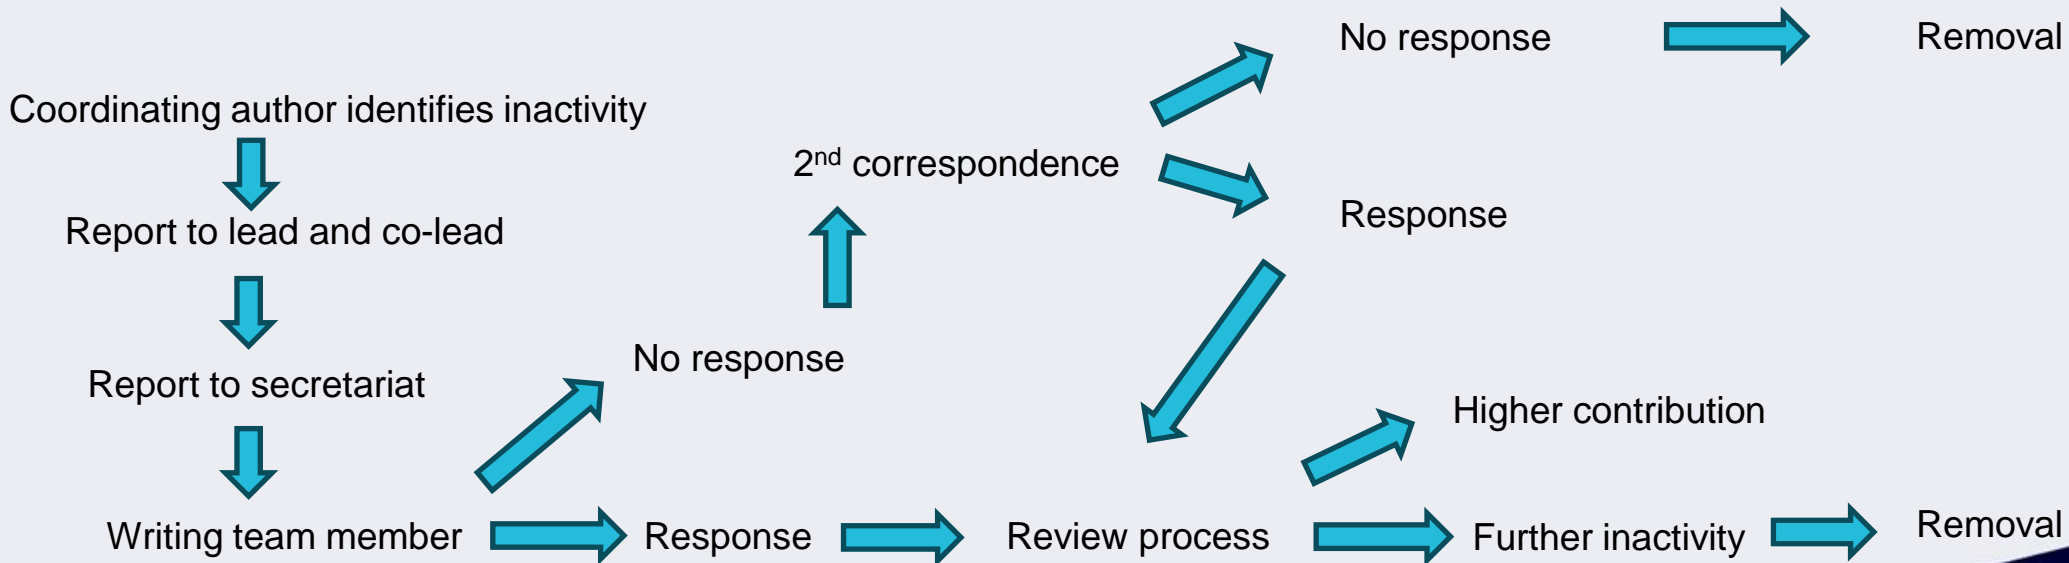 Coordinating author identifies inactivity
Report to lead and co-lead
Report to secretariat
Writing team member
No response
Response
2nd correspondence
No response
Removal
Response
Review process
Higher contribution
Further inactivity
Removal